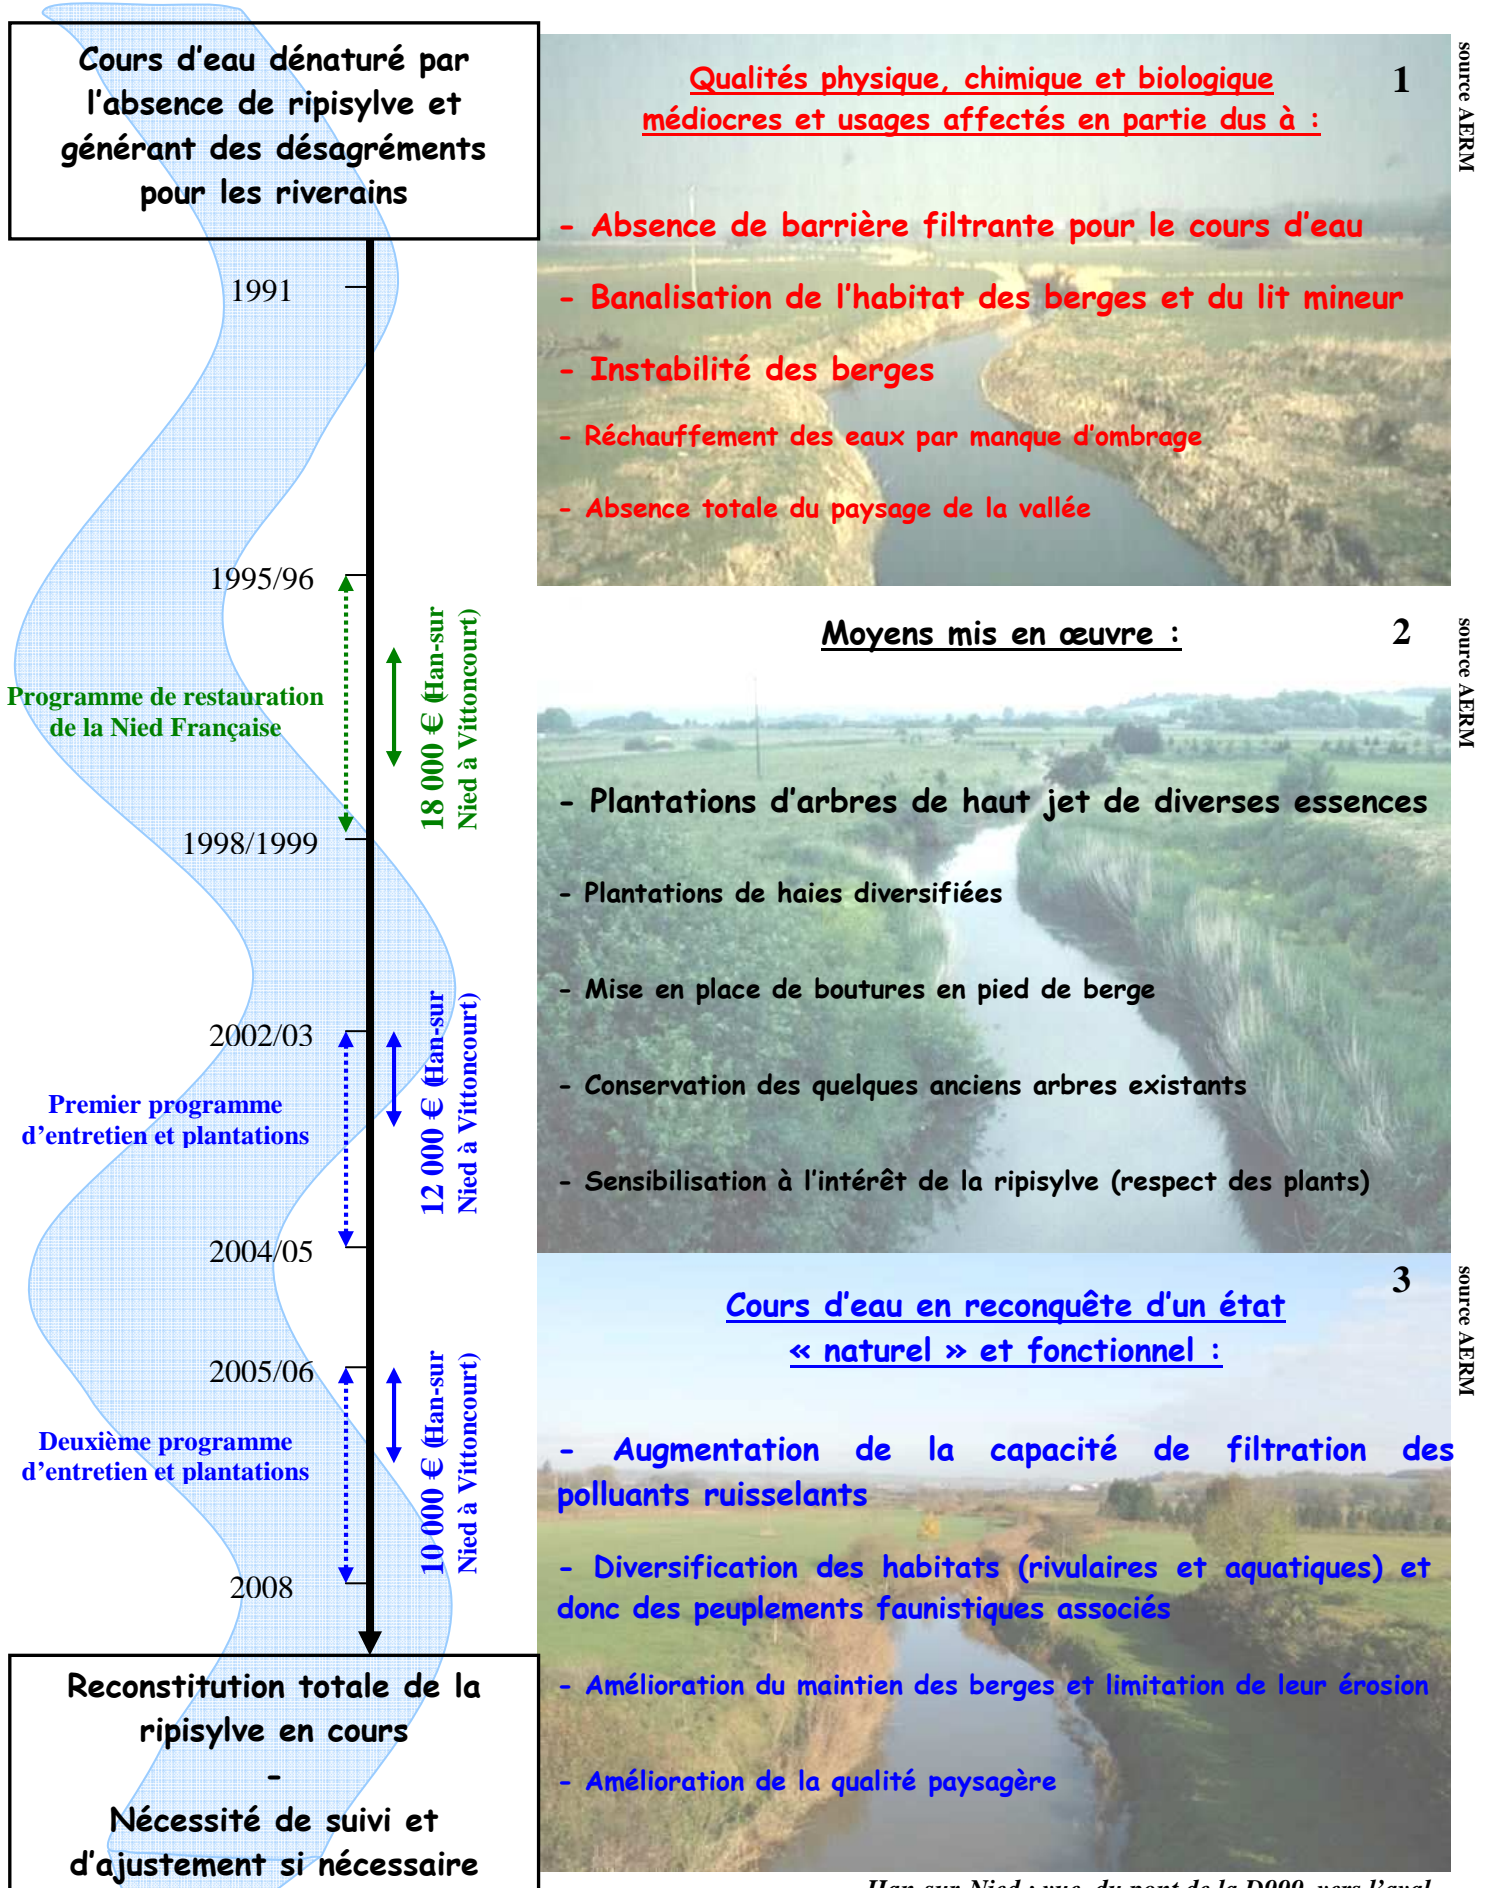 Cours d'eau dénaturé par
l'absence de ripisylve et
générant des désagréments
pour les riverains
1991
1995/96
Programme de restauration
de la Nied Française
18 000 € (Han-sur
Nied à Vittoncourt)
1998/1999
2002/03
Premier programme
d'entretien et plantations
12 000 € (Han-sur
Nied à Vittoncourt)
2004/05
2005/06
Deuxième programme
d'entretien et plantations
10 000 € (Han-sur
Nied à Vittoncourt)
2008
Reconstitution totale de la
ripisylve en cours
-
Nécessité de suivi et
d'ajustement si nécessaire
Qualités physique, chimique et biologique
médiocres et usages affectés en partie dus à :
1
source AERM
- Absence de barrière filtrante pour le cours d'eau
- Banalisation de l'habitat des berges et du lit mineur
- Instabilité des berges
- Réchauffement des eaux par manque d'ombrage
- Absence totale du paysage de la vallée
Moyens mis en œuvre :
2
source AERM
- Plantations d'arbres de haut jet de diverses essences
- Plantations de haies diversifiées
- Mise en place de boutures en pied de berge
- Conservation des quelques anciens arbres existants
- Sensibilisation à l'intérêt de la ripisylve (respect des plants)
3
source AERM
Cours d'eau en reconquête d'un état
« naturel » et fonctionnel :
- Augmentation de la capacité de filtration des
polluants ruisselants
- Diversification des habitats (rivulaires et aquatiques) et
donc des peuplements faunistiques associés
- Amélioration du maintien des berges et limitation de leur érosion
- Amélioration de la qualité paysagère
Han-sur-Nied : vue du pont de la D999 vers l'aval